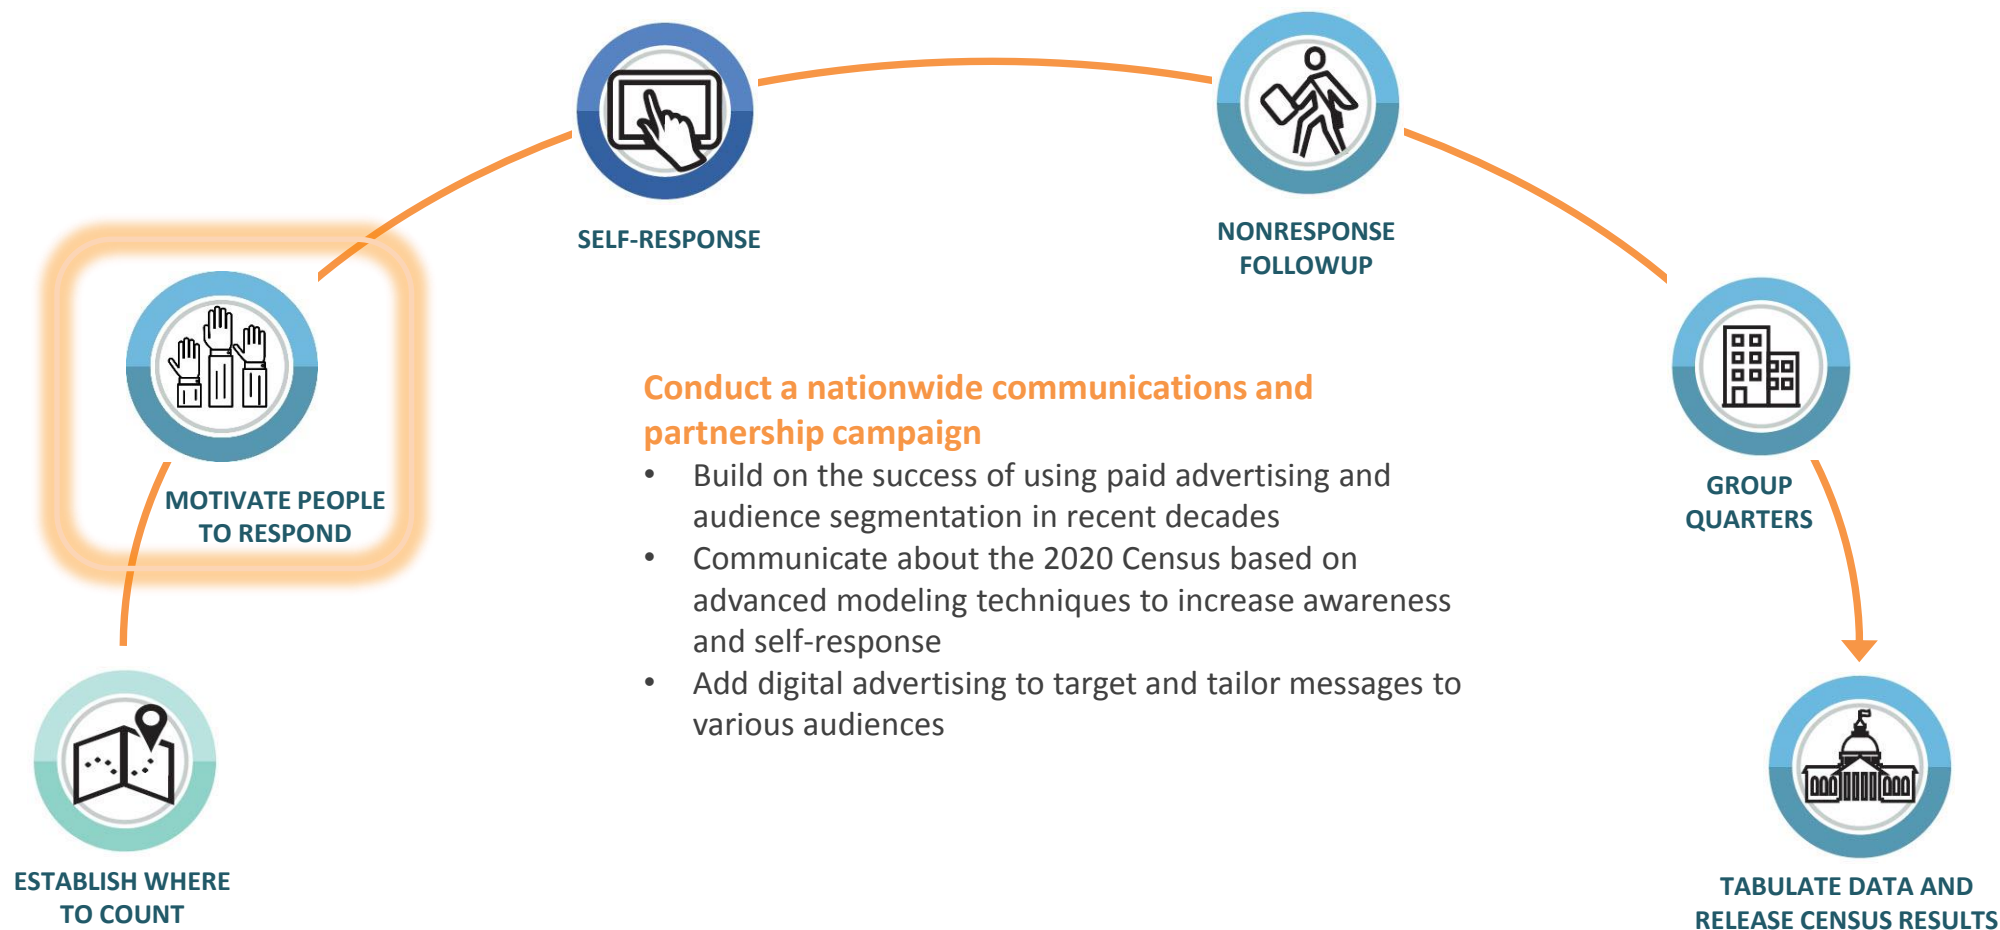 SELF-RESPONSE
NONRESPONSE
FOLLOWUP
MOTIVATE PEOPLE
TO RESPOND
Conduct a nationwide communications and
partnership campaign
• Build on the success of using paid advertising and
audience segmentation in recent decades
• Communicate about the 2020 Census based on
advanced modeling techniques to increase awareness
and self-response
• Add digital advertising to target and tailor messages to
various audiences
GROUP
QUARTERS
ESTABLISH WHERE
TO COUNT
TABULATE DATA AND
RELEASE CENSUS RESULTS